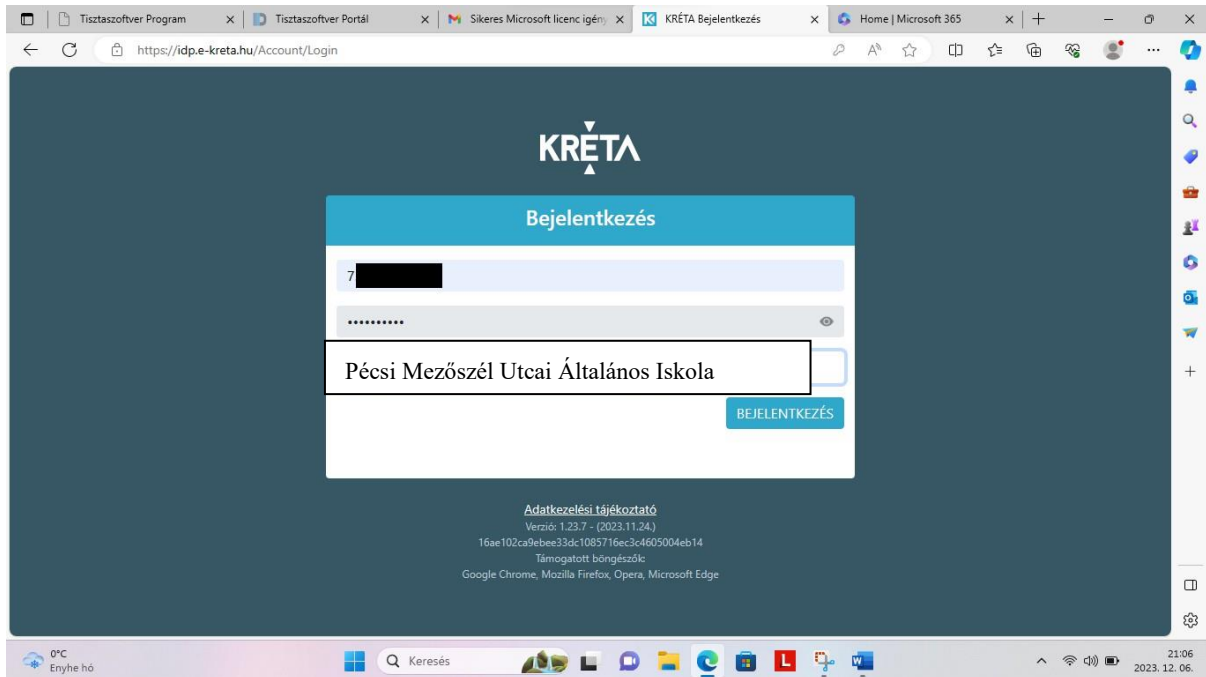 Tisztaszoftver Program
Tisztaszoftver Portál
Sikeres Microsoft licenc igény
KRÉTA Bejelentkezés
Home | Microsoft 365
https://idp.e-kreta.hu/Account/Login
KRÉTA
Bejelentkezés
7
Pécsi Mezőszél Utcai Általános Iskola
BEJELENTKEZÉS
Adatkezelési tájékoztató
Verzió: 1.23.7 - (2023.11.24.)
16ae102ca9ebee33dc1085716ec3c4605004eb14
Támogatott böngészők:
Google Chrome, Mozilla Firefox, Opera, Microsoft Edge
0°C
Enyhe hó
Keresés
21:06
2023. 12. 06.